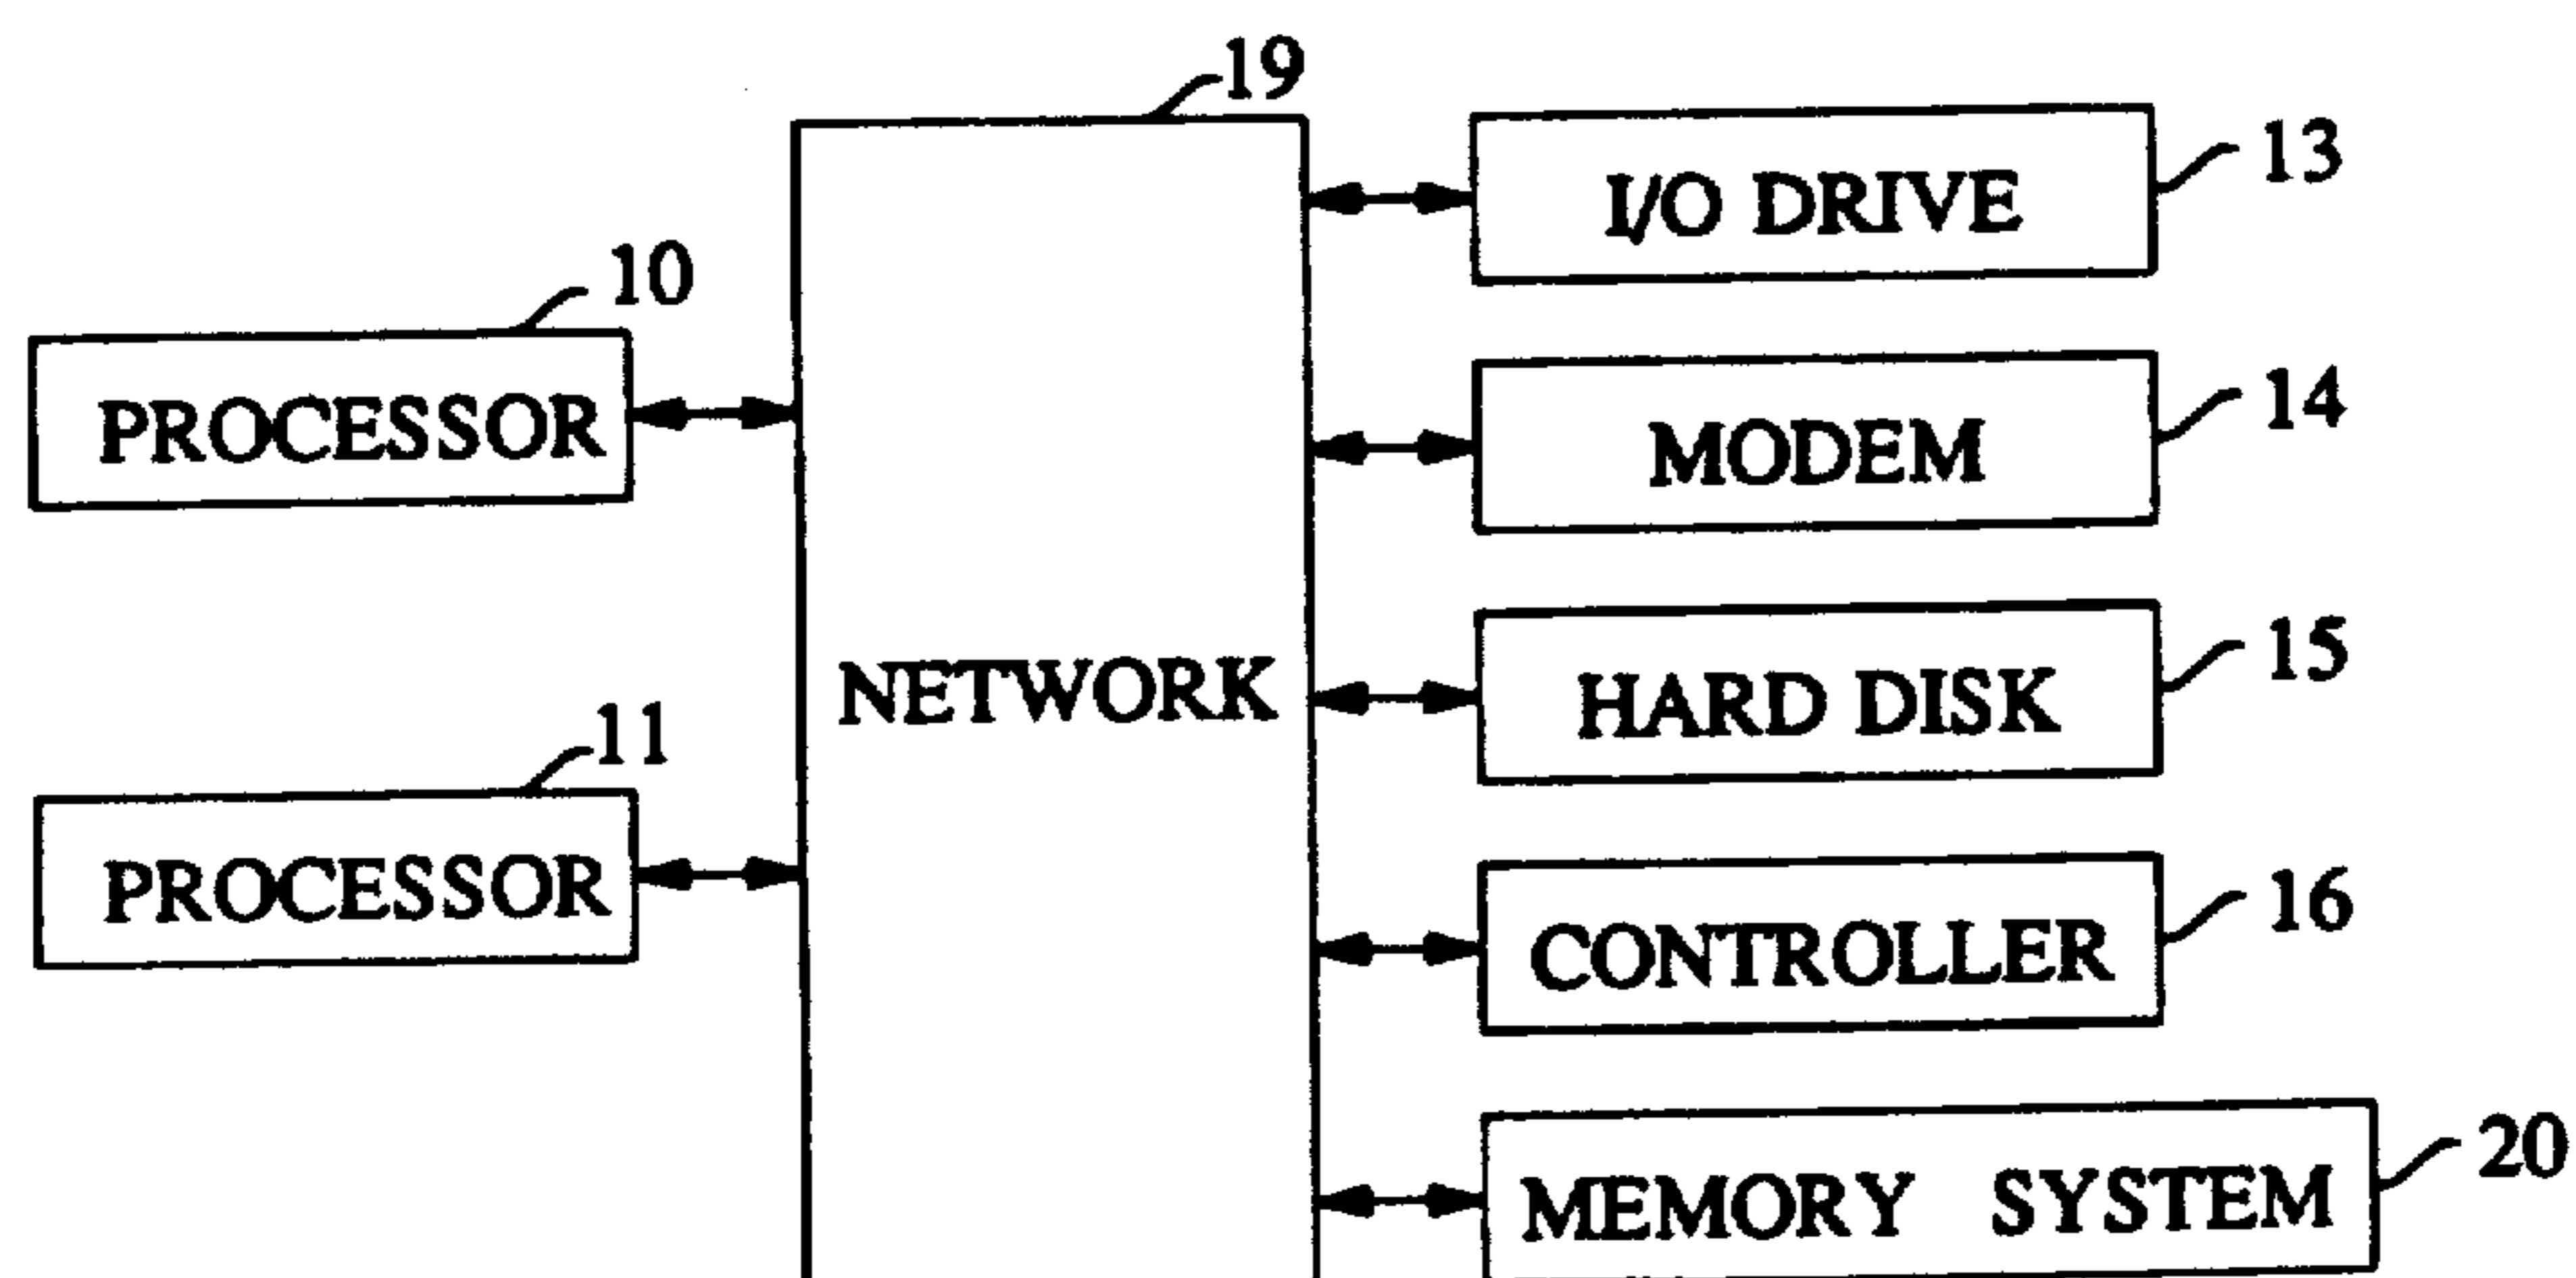 19
I/O DRIVE 13
10
PROCESSOR
MODEM 14
NETWORK
HARD DISK 15
11
PROCESSOR
CONTROLLER 16
MEMORY SYSTEM 20